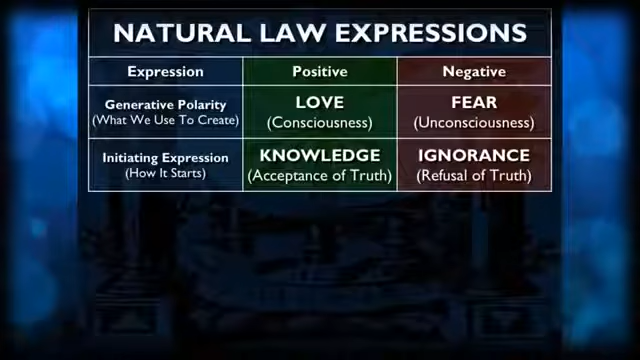 NATURAL LAW EXPRESSIONS
Expression Positive Negative
Generative Polarity LOVE FEAR
(What We Use To Create) (Consciousness) (Unconsciousness)
Initiating Expression KNOWLEDGE IGNORANCE
(How It Starts) (Acceptance of Truth) (Refusal of Truth)